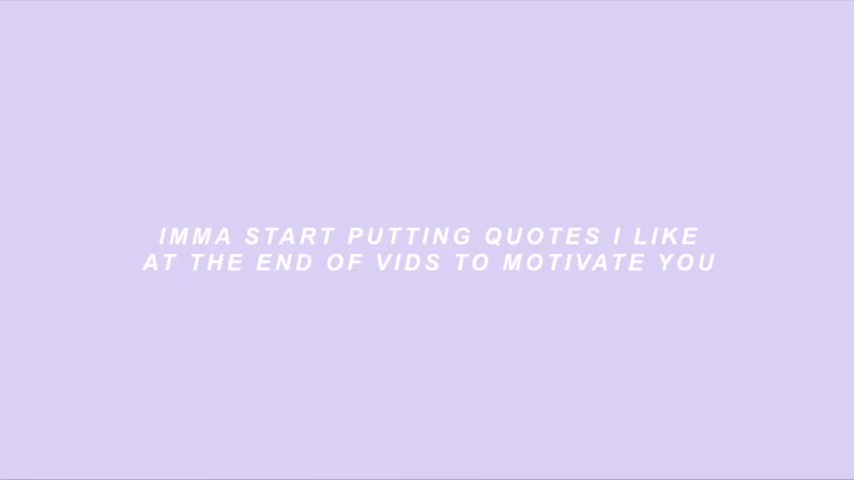 IMMA START PUTTING QUOTES I LIKE
AT THE END OF VIDS TO MOTIVATE YOU